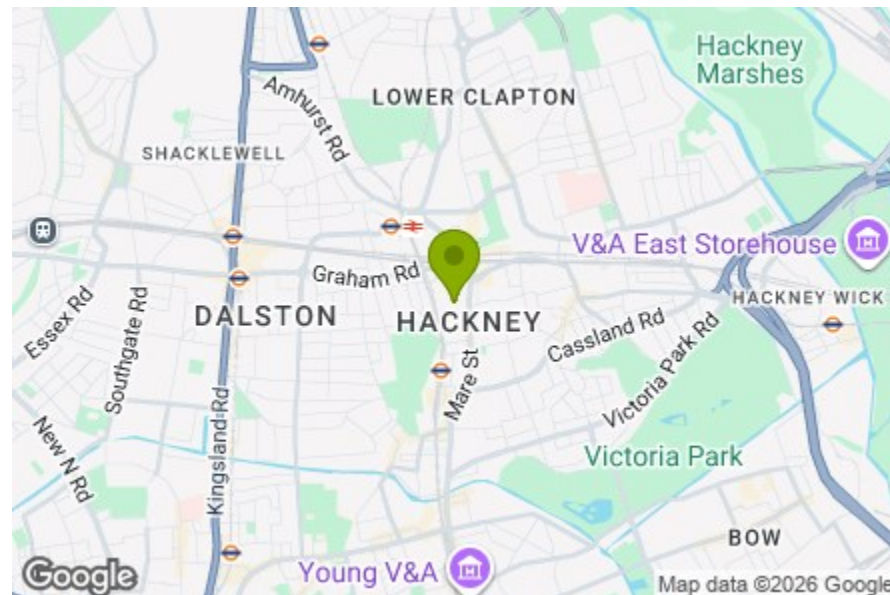 Hackney
Marshes
LOWER CLAPTON
Amhurst Rd
SHACKLEWELL
V&A East Storehouse
Graham Rd
HACKNEY WICK
Essex Rd
Southgate Rd
DALSTON
HACKNEY
Cassland Rd
Victoria Park Rd
Mare St
Kingsland Rd
New N Rd
Victoria Park
BOW
Young V&A
Google
Map data ©2026 Google